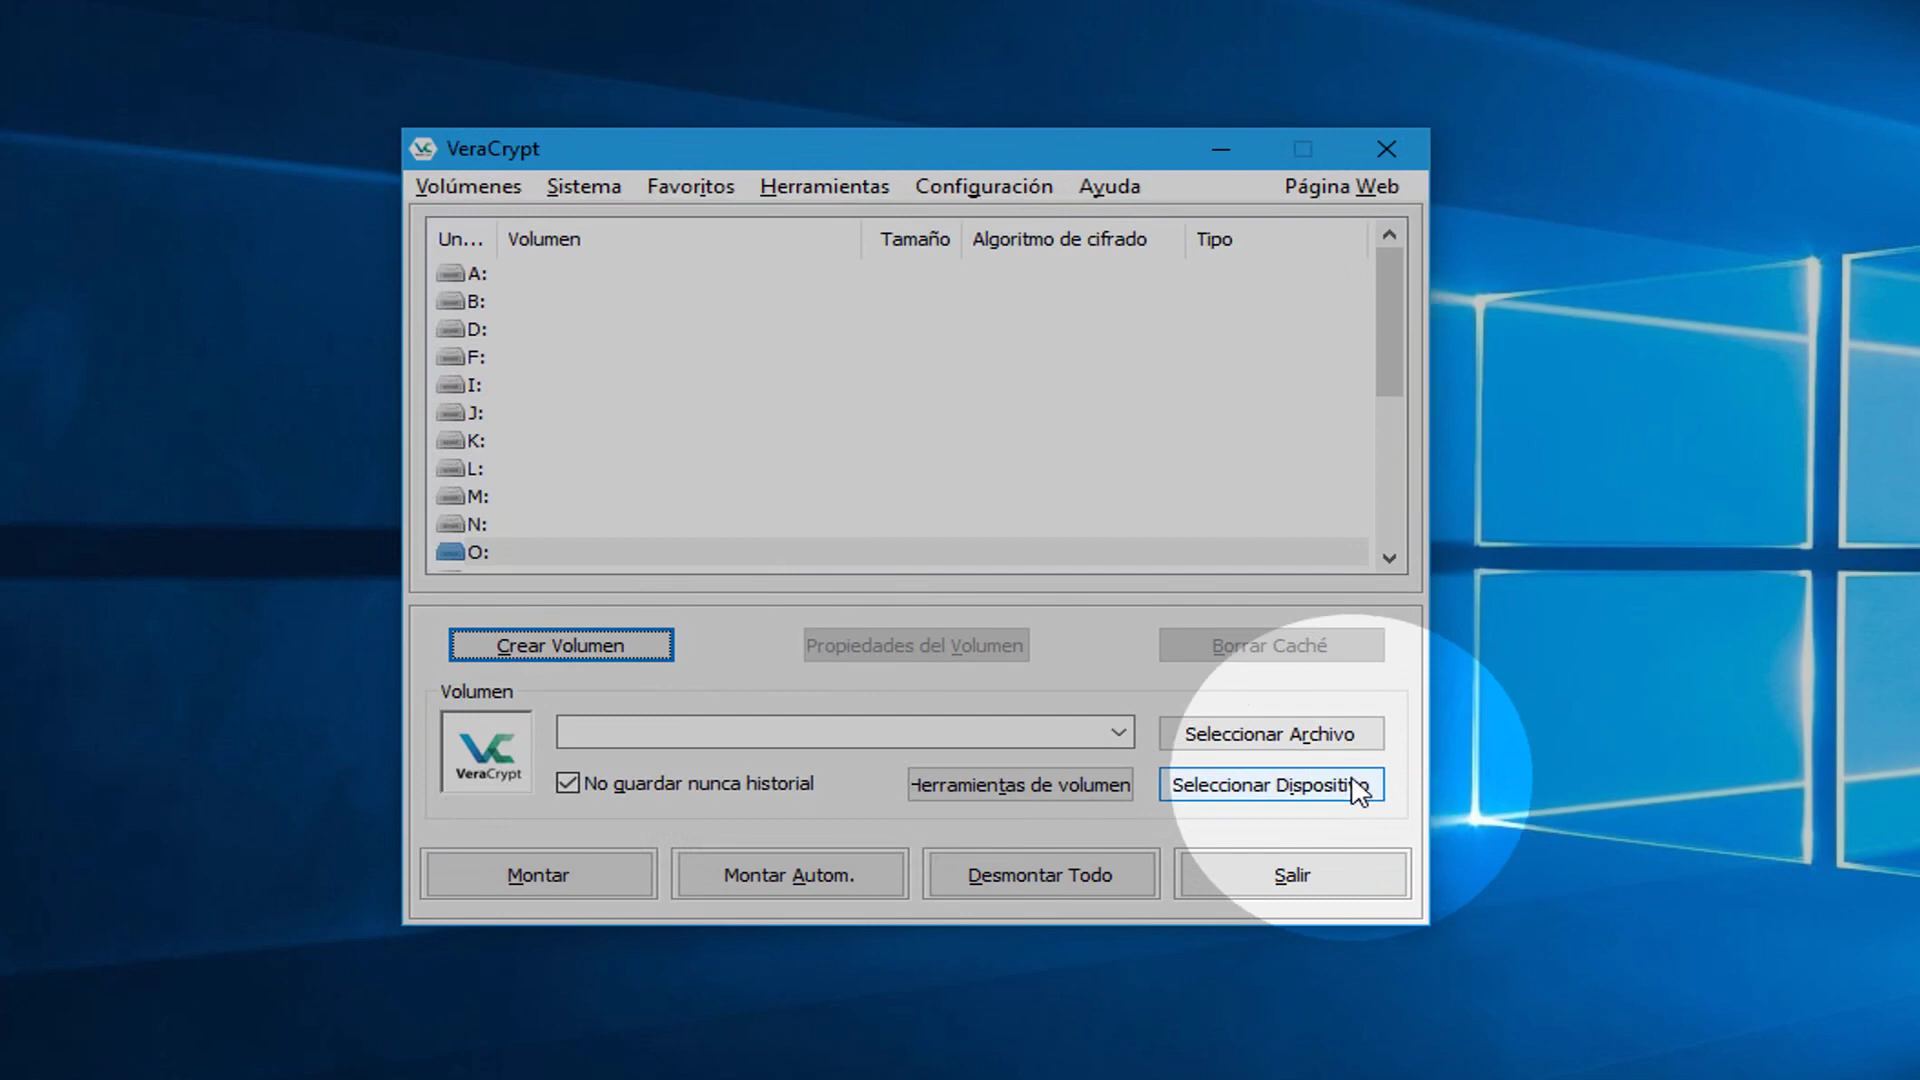 VeraCrypt
Volúmenes Sistema Favoritos Herramientas Configuración Ayuda Página Web
Un... Volumen Tamaño Algoritmo de cifrado Tipo
A:
B:
D:
F:
I:
J:
K:
L:
M:
N:
O:
Crear Volumen Propiedades del Volumen Borrar Caché
Volumen
VeraCrypt
Seleccionar Archivo
No guardar nunca historial Herramientas de volumen Seleccionar Dispositivo
Montar Montar Autom. Desmontar Todo Salir